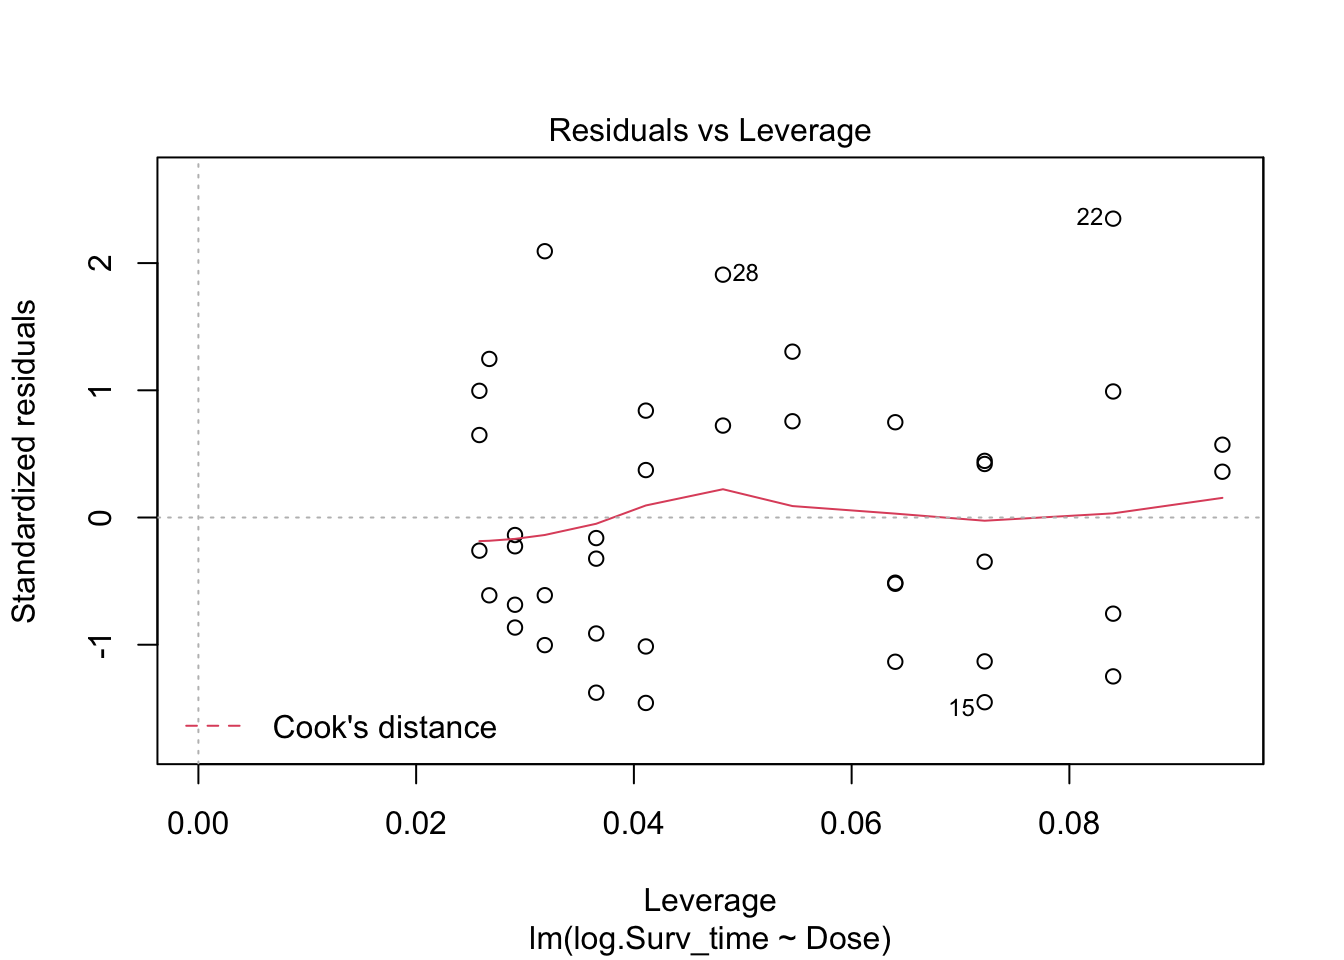 Residuals vs Leverage
Standardized residuals
2
1
0
-1
22
28
15
Cook's distance
0.00 0.02 0.04 0.06 0.08
Leverage
lm(log.Surv_time ~ Dose)